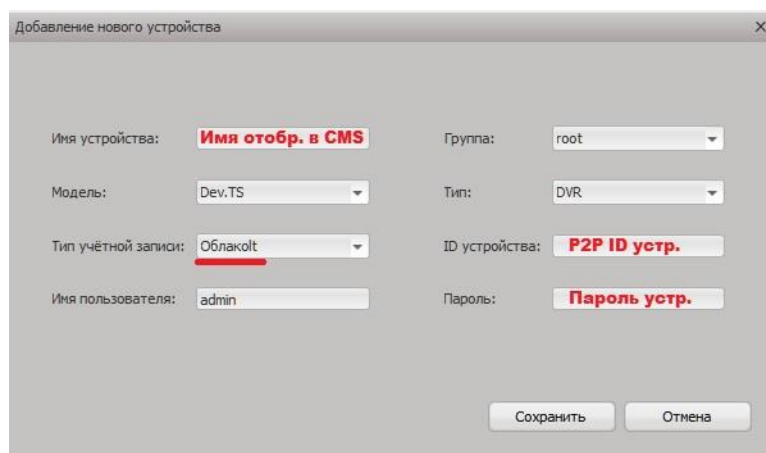 Добавление нового устройства
Имя устройства: Имя отобр. в CMS Группа: root
Модель: Dev.TS Тип: DVR
Тип учётной записи: Облакоlt ID устройства: P2P ID устр.
Имя пользователя: admin Пароль: Пароль устр.
Сохранить Отмена